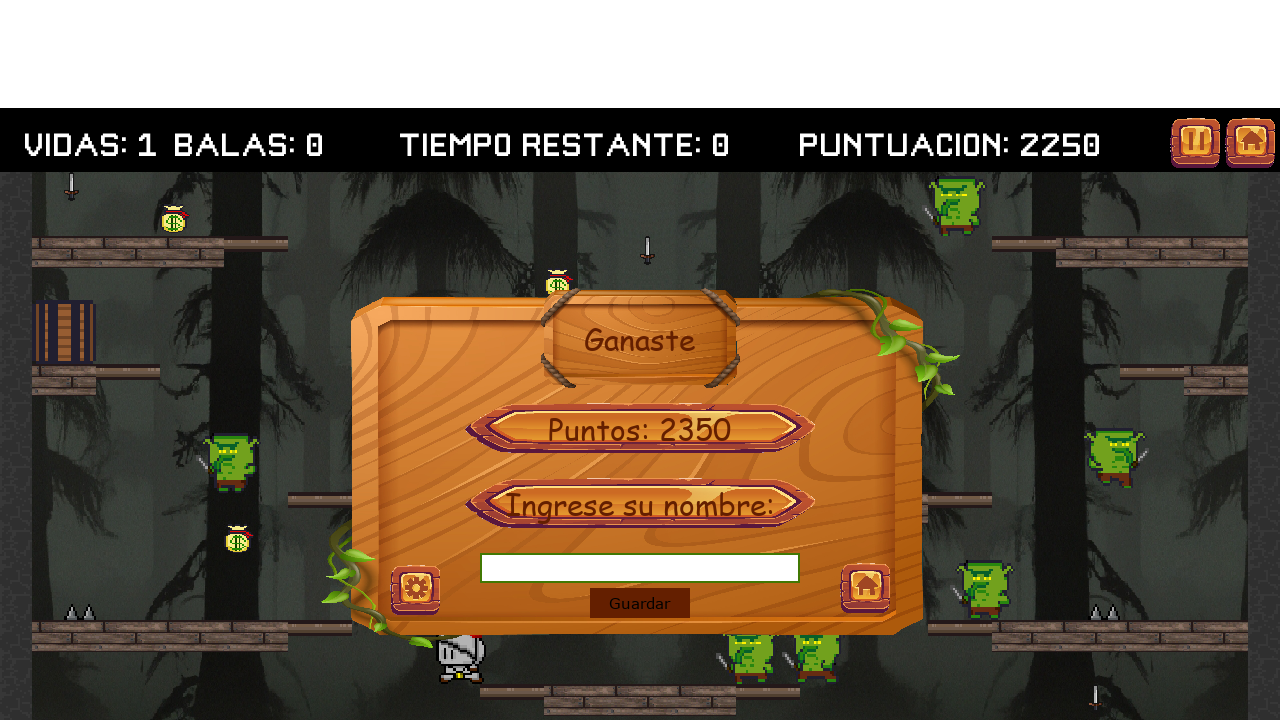 VIDAS: 1 BALAS: 0 TIEMPO RESTANTE: 0 PUNTUACION: 2250
Ganaste
Puntos: 2350
Ingrese su nombre:
Guardar